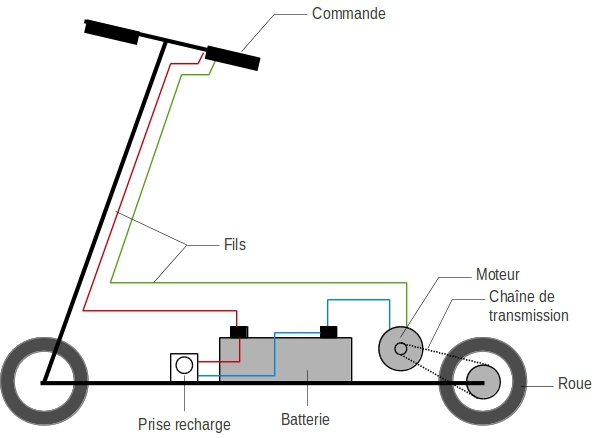 Commande
Fils
Moteur
Chaîne de
transmission
Roue
Prise recharge
Batterie